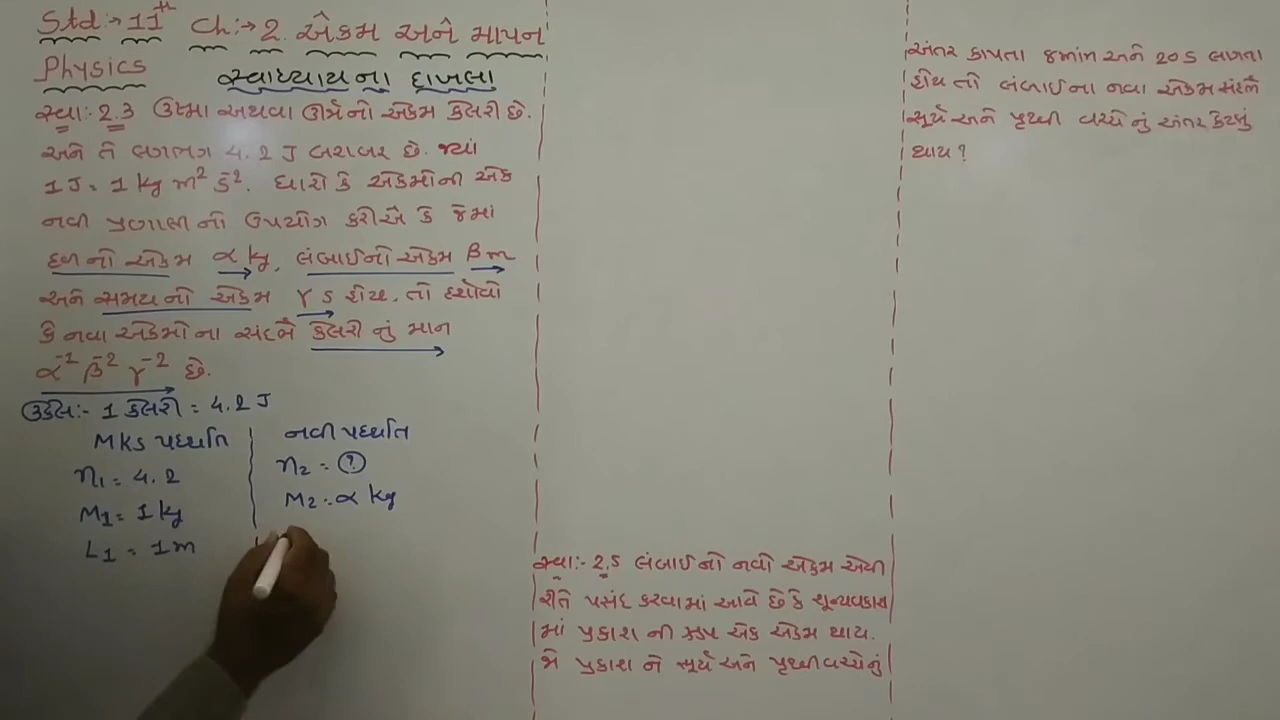 Std:→ 11th Ch:→ 2. એકમ અને માપન
Physics સ્વાધ્યાયના દાખલા
સ્વા:- 2.3 ઉષ્મા અથવા ઊર્જાનો એકમ કેલરી છે.
અને તે લગભગ 4.2 J બરાબર છે. જ્યાં
1 J = 1 kg m² s⁻². ધારો કે એકમોની એક
નવી પ્રણાલીનો ઉપયોગ કરીએ કે જેમાં
દળનો એકમ α kg, લંબાઈનો એકમ β m
અને સમયનો એકમ γ s હોય, તો દર્શાવો
કે નવા એકમોના સંદર્ભે કેલરીનું માન
α⁻¹ β⁻² γ⁻² છે.
ઉકેલ:- 1 કેલરી = 4.2 J
MKS પદ્ધતિ
n₁ = 4.2
M₁ = 1 kg
L₁ = 1 m
નવી પદ્ધતિ
n₂ = ?
M₂ = α kg
સ્વા:- 2.5 લંબાઈનો નવો એકમ એવી
રીતે પસંદ કરવામાં આવે છે કે શૂન્યવકાશ
માં પ્રકાશ ની ઝડપ એક એકમ થાય.
જો પ્રકાશ ને સૂર્ય અને પૃથ્વી વચ્ચેનું
અંતર કાપતા 8 મિનિ અને 20 s લાગતા
હોય તો લંબાઈના નવા એકમ સંદર્ભે
સૂર્ય અને પૃથ્વી વચ્ચેનું અંતર કેટલું
થાય?